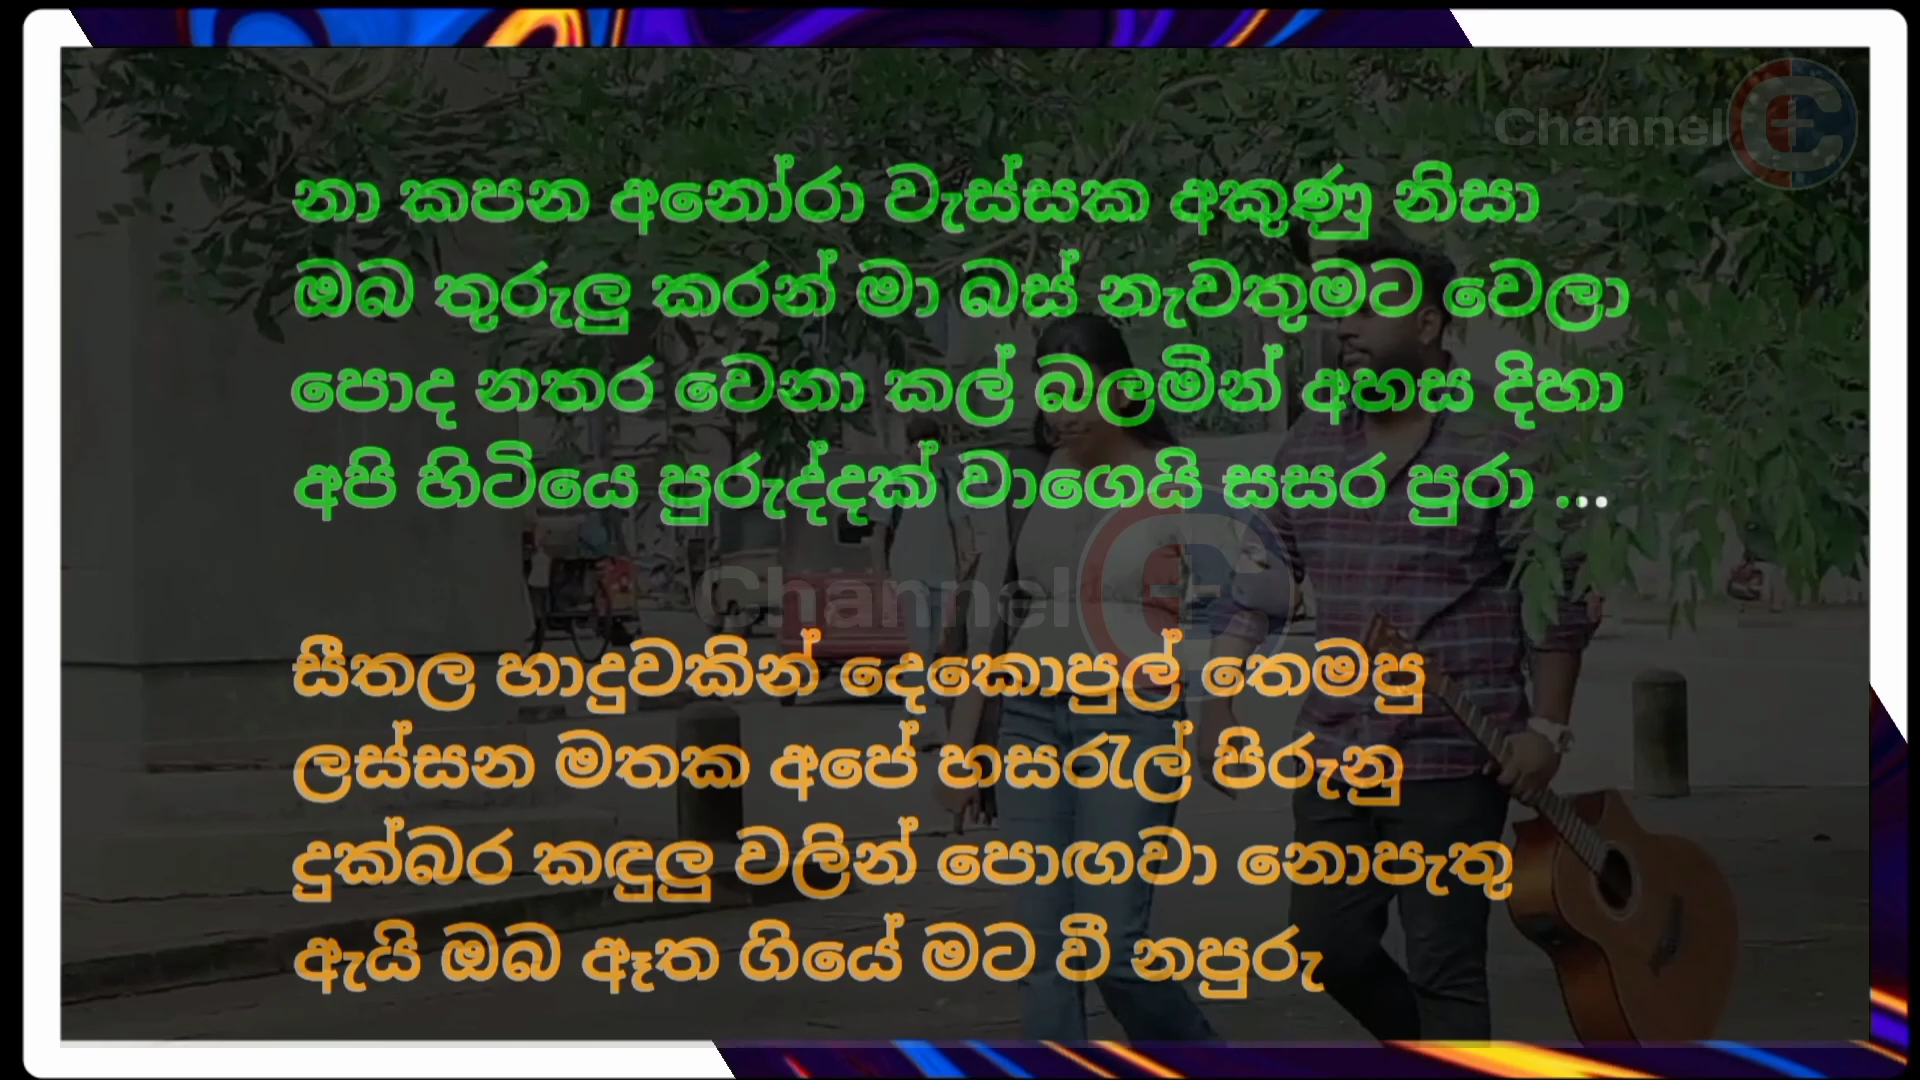 Channel
නා කපන අනෝරා වැස්සක අකුණු නිසා
ඔබ තුරුලු කරන් මා බස් නැවතුමට වෙලා
පොද නතර වෙනා කල් බලමින් අහස දිහා
අපි හිටියෙ පුරුද්දක් වාගෙයි සසර පුරා ...
Channel
සීතල හාදුවකින් දෙකොපුල් තෙමපු
ලස්සන මතක අපේ හසරැල් පිරුනු
දුක්බර කඳුලු වලින් පොඟවා නොපැතු
ඇයි ඔබ ඈත ගියේ මට වී නපුරු